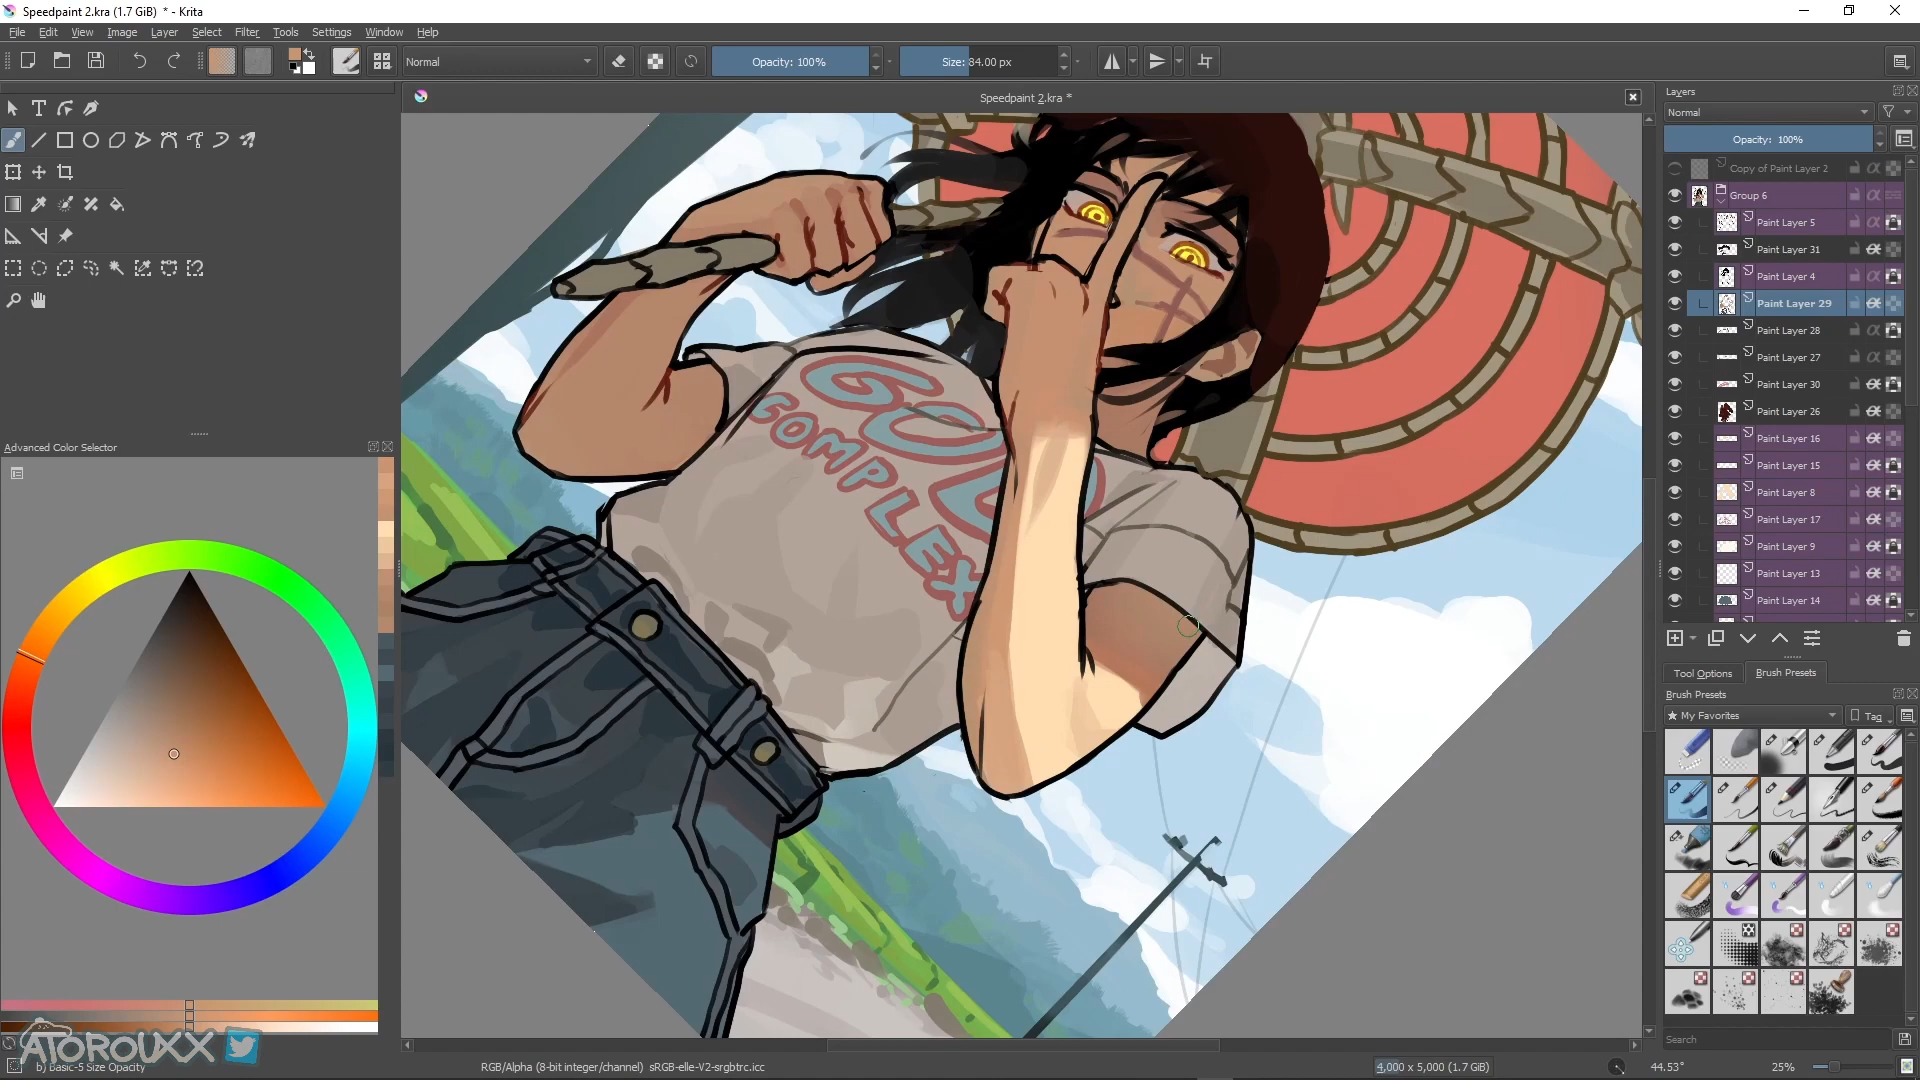 Speedpaint 2.kra (1.7 GiB) * - Krita
File Edit View Image Layer Select Filter Tools Settings Window Help
Normal
Opacity: 100%
Size: 84.00 px
Speedpaint 2.kra *
Layers
Normal
Opacity: 100%
Copy of Paint Layer 2
Group 6
Paint Layer 5
Paint Layer 31
Paint Layer 4
Paint Layer 29
Paint Layer 28
Paint Layer 27
Paint Layer 30
Paint Layer 26
Paint Layer 16
Paint Layer 15
Paint Layer 8
Paint Layer 17
Paint Layer 9
Paint Layer 13
Paint Layer 14
Advanced Color Selector
COMPLEX
Tool Options Brush Presets
Brush Presets
★ My Favorites
Tag
Search
ATOROUXX
b) Basic-5 Size Opacity
RGB/Alpha (8-bit integer/channel) sRGB-elle-V2-srgbtrc.icc
4,000 x 5,000 (1.7 GiB)
44.53°
25%